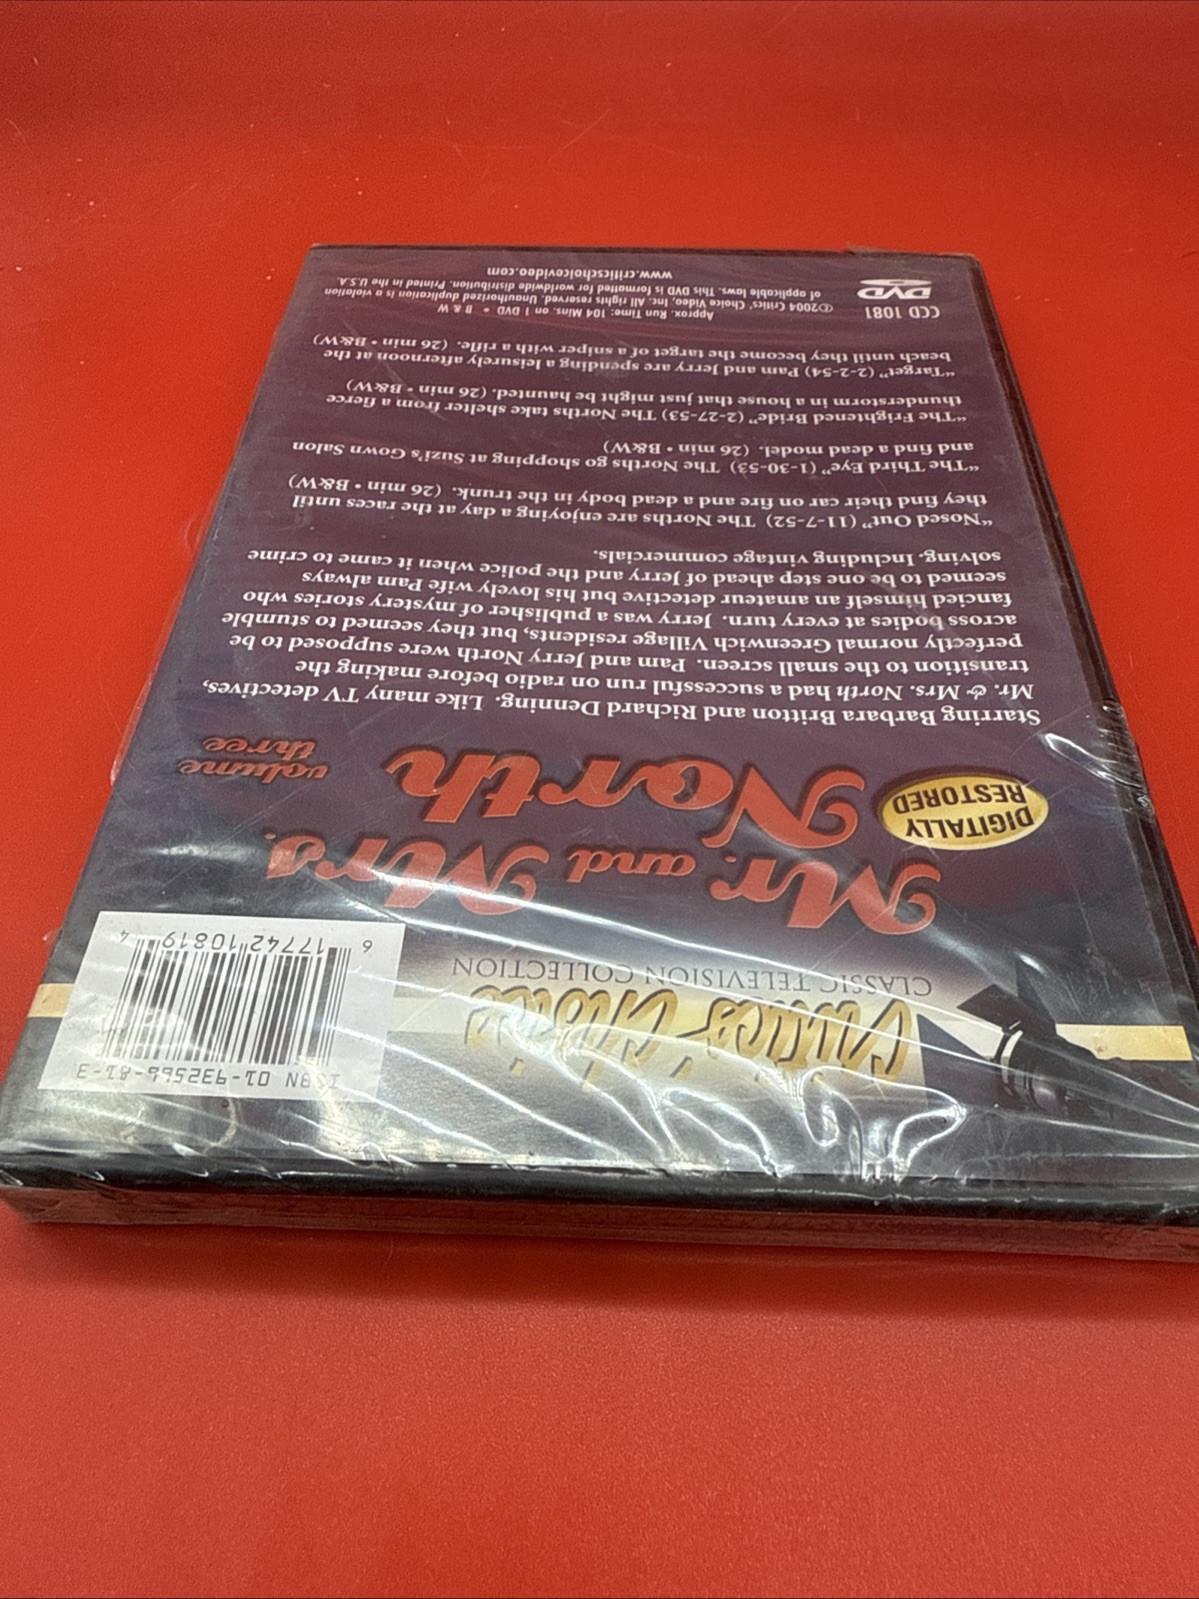 Critics' Choice
CLASSIC TELEVISION COLLECTION
ISBN 01-932566-81-3
6 17742 10819 4
Mr. and Mrs.
North
volume
three
DIGITALLY
RESTORED
Starring Barbara Britton and Richard Denning. Like many TV detectives,
Mr. & Mrs. North had a successful run on radio before making the
transition to the small screen. Pam and Jerry North were supposed to be
perfectly normal Greenwich Village residents, but they seemed to stumble
across bodies at every turn. Jerry was a publisher of mystery stories who
fancied himself an amateur detective but his lovely wife Pam always
seemed to be one step ahead of Jerry and the police when it came to crime
solving. Including vintage commercials.
“Nosed Out” (11-7-52) The Norths are enjoying a day at the races until
they find their car on fire and a dead body in the trunk. (26 min • B&W)
“The Third Eye” (1-30-53) The Norths go shopping at Suzi's Gown Salon
and find a dead model. (26 min • B&W)
“The Frightened Bride” (2-27-53) The Norths take shelter from a fierce
thunderstorm in a house that just might be haunted. (26 min • B&W)
“Target” (2-2-54) Pam and Jerry are spending a leisurely afternoon at the
beach until they become the target of a sniper with a rifle. (26 min • B&W)
Approx. Run Time: 104 Mins. on 1 DVD • B & W
©2004 Critics' Choice Video, Inc. All rights reserved. Unauthorized duplication is a violation
of applicable laws. This DVD is formatted for worldwide distribution. Printed in the U.S.A.
www.criticschoicevideo.com
CCD 1081
DVD